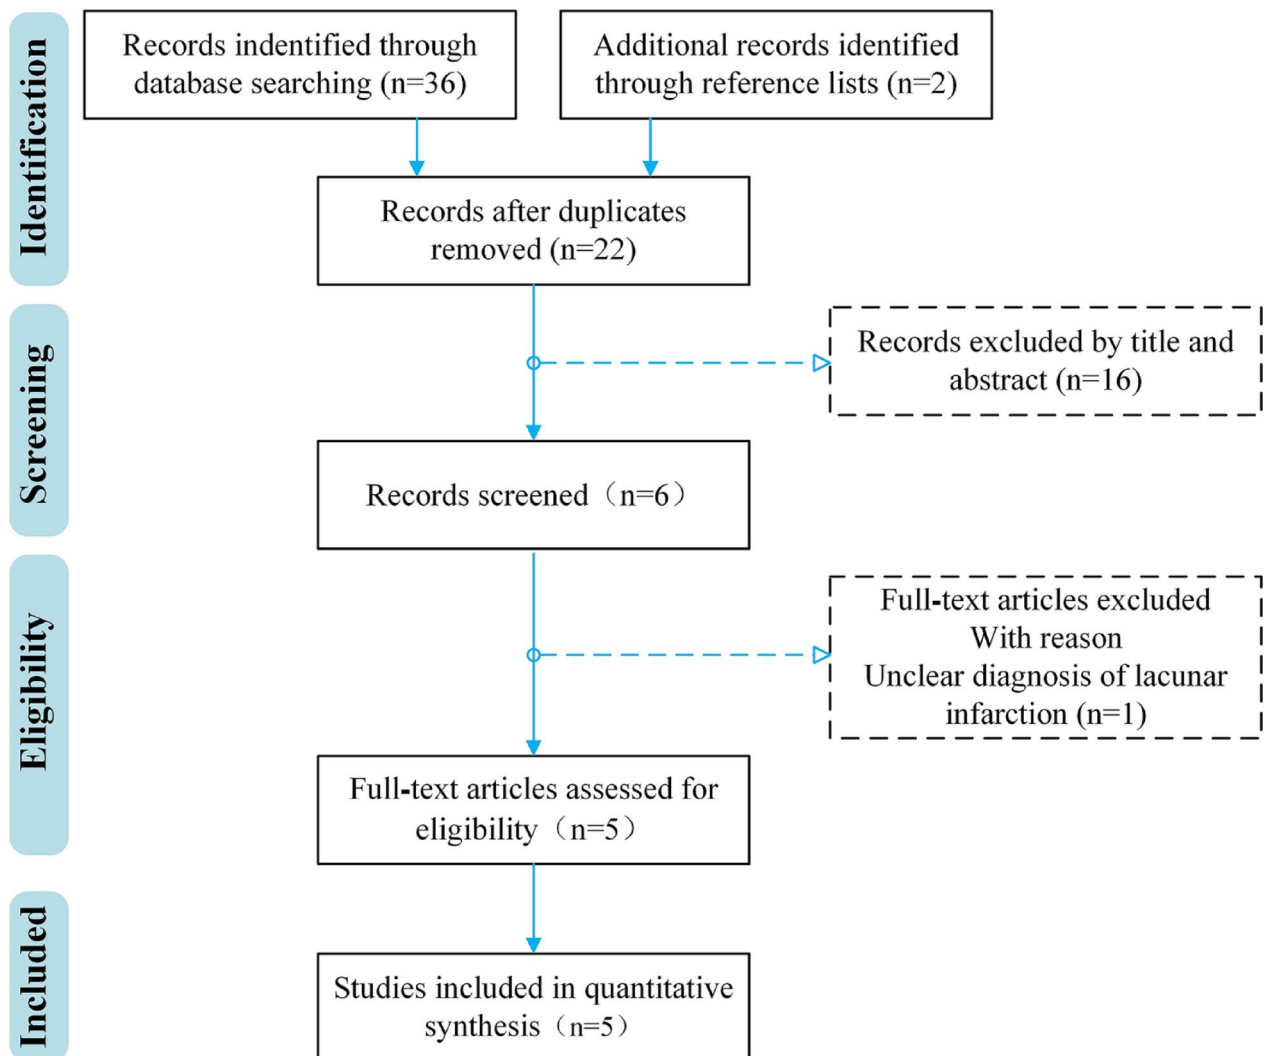 Identification
Records indentified through
database searching (n=36)
Additional records identified
through reference lists (n=2)
Records after duplicates
removed (n=22)
Screening
Records excluded by title and
abstract (n=16)
Records screened（n=6）
Eligibility
Full-text articles excluded
With reason
Unclear diagnosis of lacunar
infarction (n=1)
Full-text articles assessed for
eligibility（n=5）
Included
Studies included in quantitative
synthesis（n=5）